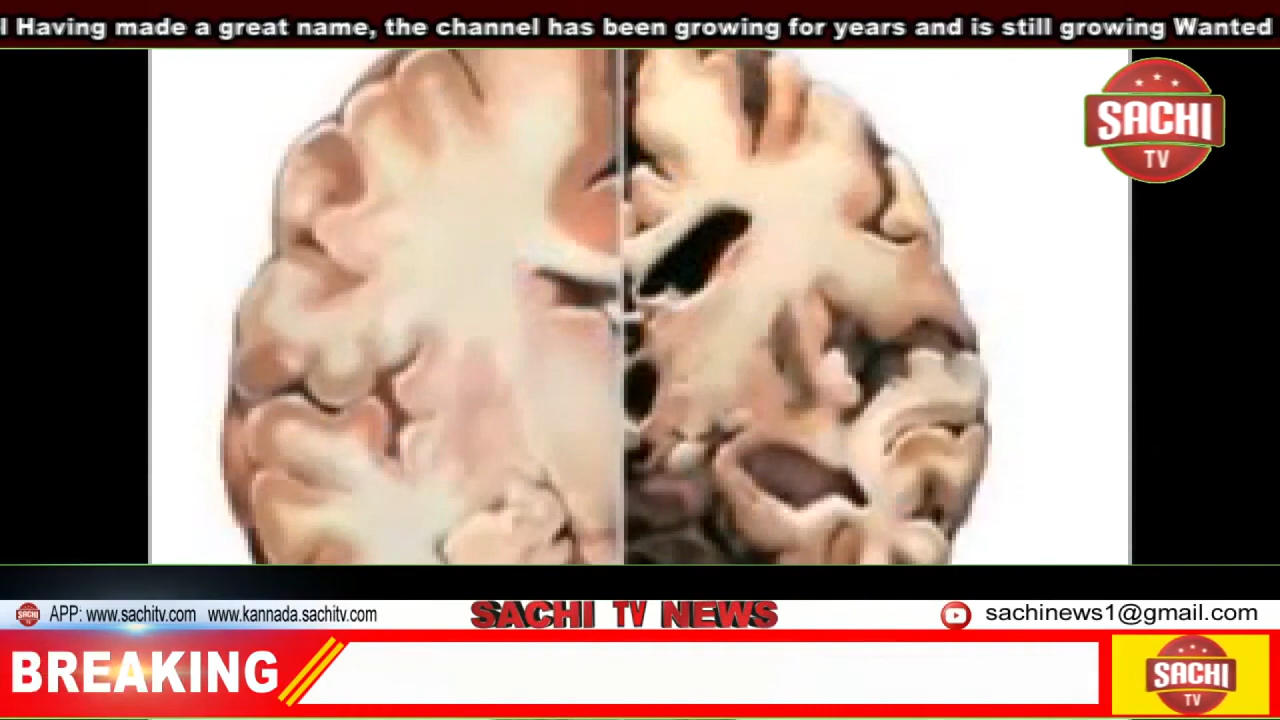 l Having made a great name, the channel has been growing for years and is still growing Wanted
SACHI
TV
APP: www.sachitv.com www.kannada.sachitv.com
SACHI TV NEWS
sachinews1@gmail.com
BREAKING
SACHI
TV